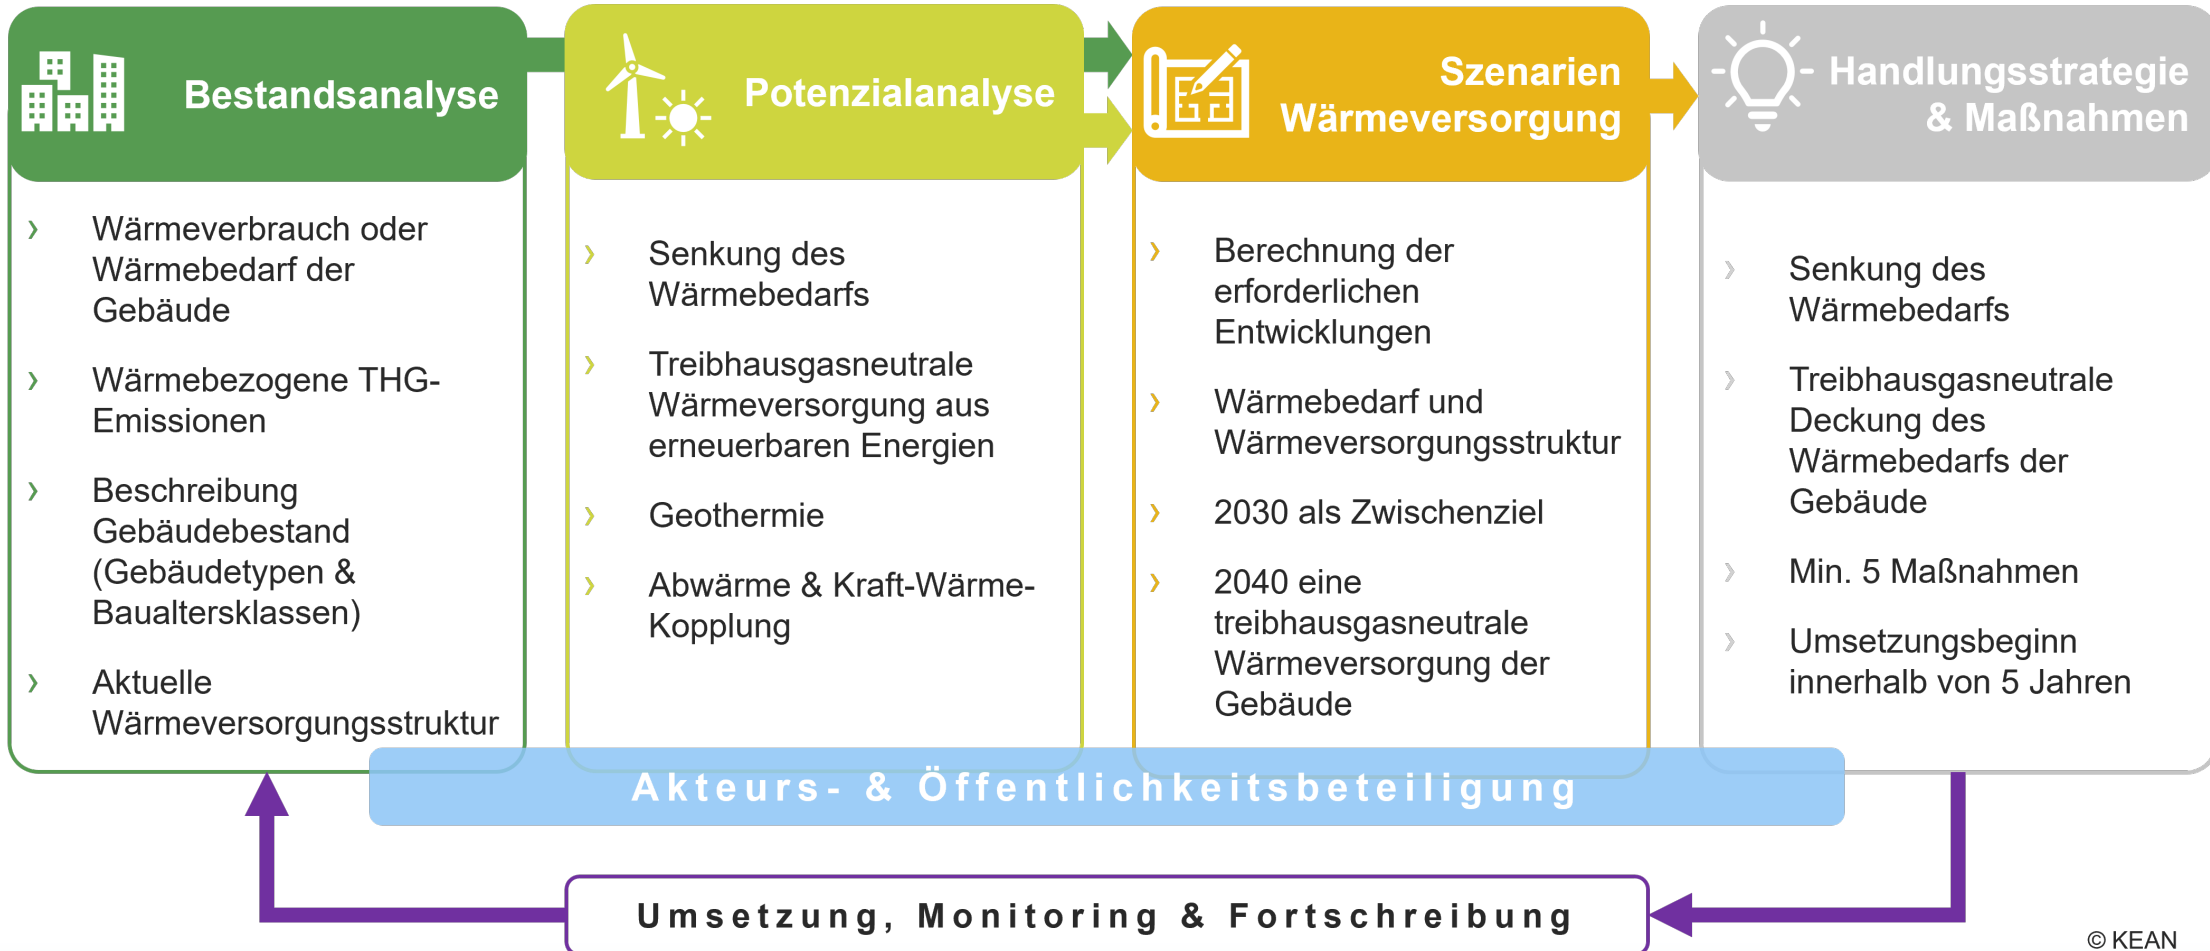 Bestandsanalyse
Wärmeverbrauch oder
Wärmebedarf der
Gebäude
Wärmebezogene THG-
Emissionen
Beschreibung
Gebäudebestand
(Gebäudetypen &
Baualtersklassen)
Aktuelle
Wärmeversorgungsstruktur
Potenzialanalyse
Senkung des
Wärmebedarfs
Treibhausgasneutrale
Wärmeversorgung aus
erneuerbaren Energien
Geothermie
Abwärme & Kraft-Wärme-
Kopplung
Szenarien
Wärmeversorgung
Berechnung der
erforderlichen
Entwicklungen
Wärmebedarf und
Wärmeversorgungsstruktur
2030 als Zwischenziel
2040 eine
treibhausgasneutrale
Wärmeversorgung der
Gebäude
Handlungsstrategie
& Maßnahmen
Senkung des
Wärmebedarfs
Treibhausgasneutrale
Deckung des
Wärmebedarfs der
Gebäude
Min. 5 Maßnahmen
Umsetzungsbeginn
innerhalb von 5 Jahren
Akteurs- & Öffentlichkeitsbeteiligung
Umsetzung, Monitoring & Fortschreibung
© KEAN